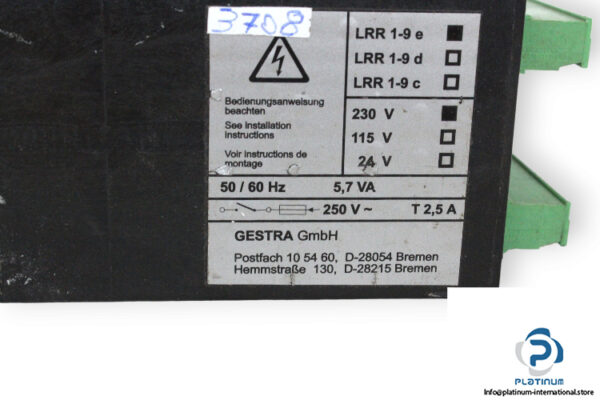 3708
LRR 1-9 e
LRR 1-9 d
LRR 1-9 c
Bedienungsanweisung
beachten
See Installation
instructions
Voir instructions de
montage
230 V
115 V
24 V
50 / 60 Hz 5,7 VA
250 V ~ T 2,5 A
GESTRA GmbH
Postfach 10 54 60, D-28054 Bremen
Hemmstraße 130, D-28215 Bremen
PLATINUM
Info@platinum-international.store